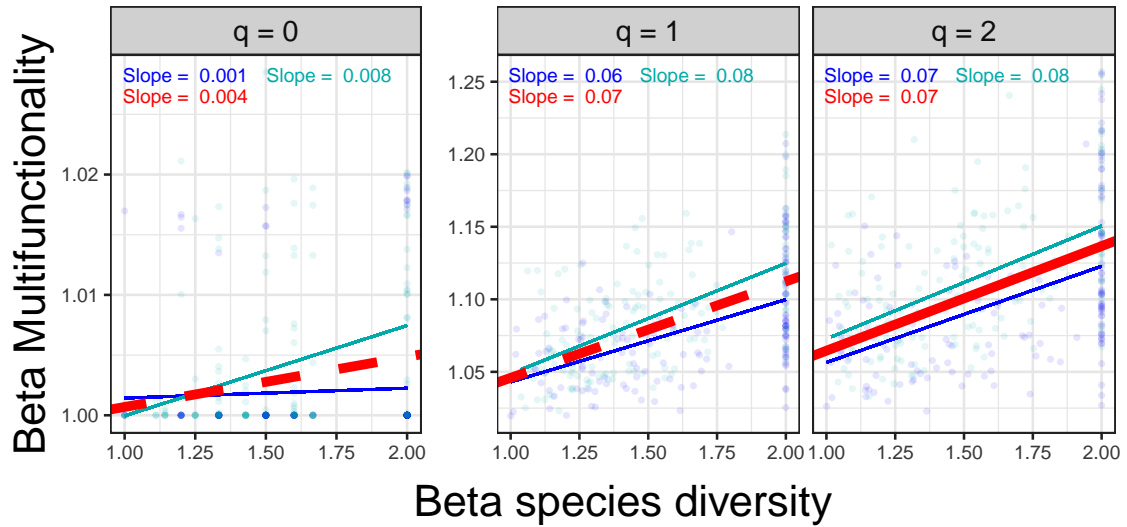 q = 0
q = 1
q = 2
Beta Multifunctionality
Slope = 0.001 Slope = 0.008
Slope = 0.004
Slope = 0.06 Slope = 0.08
Slope = 0.07
Slope = 0.07 Slope = 0.08
Slope = 0.07
1.02
1.01
1.00
1.25
1.20
1.15
1.10
1.05
1.00 1.25 1.50 1.75 2.00
1.00 1.25 1.50 1.75 2.00
1.00 1.25 1.50 1.75 2.00
Beta species diversity